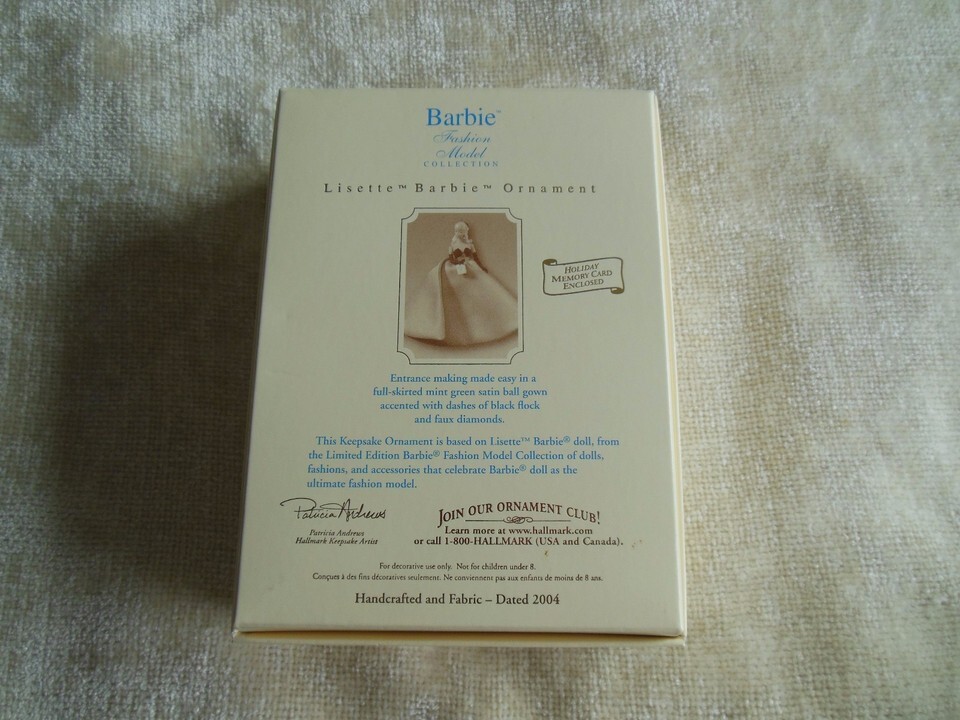 Barbie™
Fashion
Model
COLLECTION
Lisette™ Barbie™ Ornament
HOLIDAY
MEMORY CARD
ENCLOSED
Entrance making made easy in a
full-skirted mint green satin ball gown
accented with dashes of black flock
and faux diamonds.
This Keepsake Ornament is based on Lisette™ Barbie® doll, from
the Limited Edition Barbie® Fashion Model Collection of dolls,
fashions, and accessories that celebrate Barbie® doll as the
ultimate fashion model.
Patricia Andrews
Patricia Andrews
Hallmark Keepsake Artist
JOIN OUR ORNAMENT CLUB!
Learn more at www.hallmark.com
or call 1-800-HALLMARK (USA and Canada).
For decorative use only. Not for children under 8.
Conçues à des fins décoratives seulement. Ne conviennent pas aux enfants de moins de 8 ans.
Handcrafted and Fabric – Dated 2004